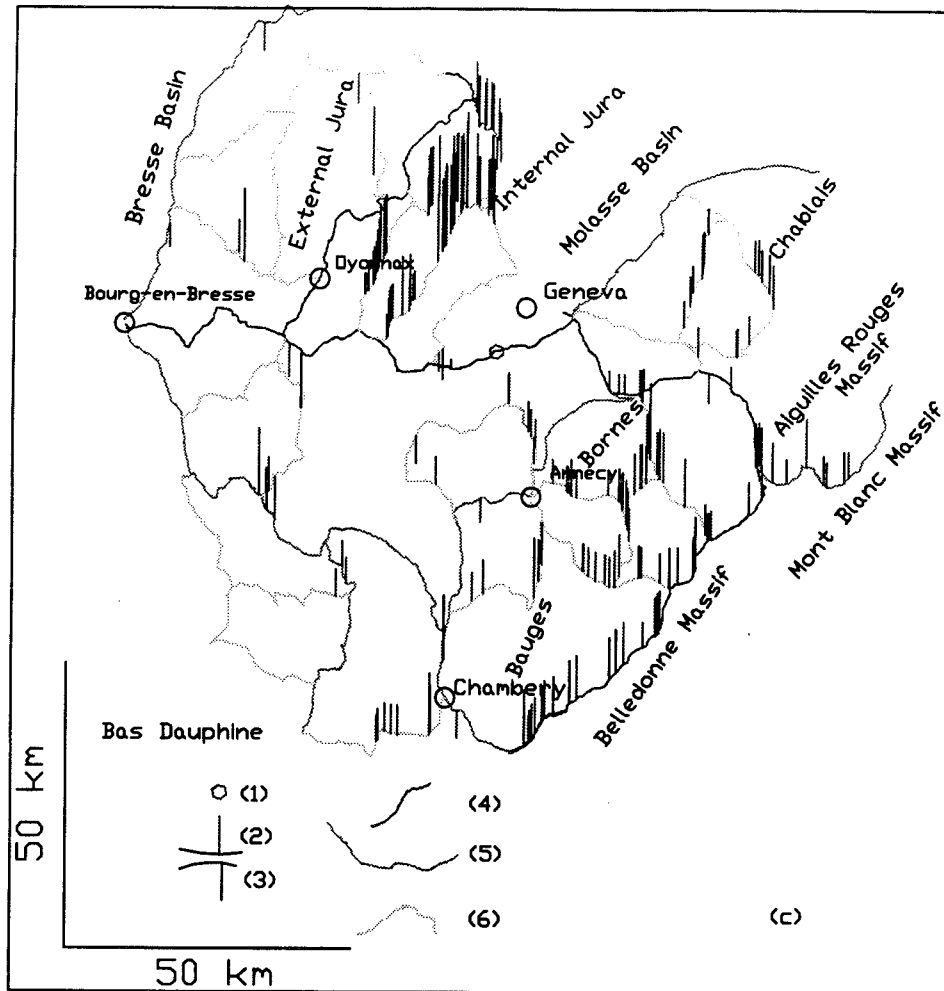 Bresse Basin
External Jura
Internal Jura
Molasse Basin
Chablais
Oyonnax
Bourg-en-Bresse
Geneva
Aiguilles Rouges
Massif
Bornes
Annecy
Mont Blanc Massif
Bauges
Belledonne Massif
Chambery
Bas Dauphine
50 km
(1)
(2)
(3)
(4)
(5)
(6)
(c)
50 km